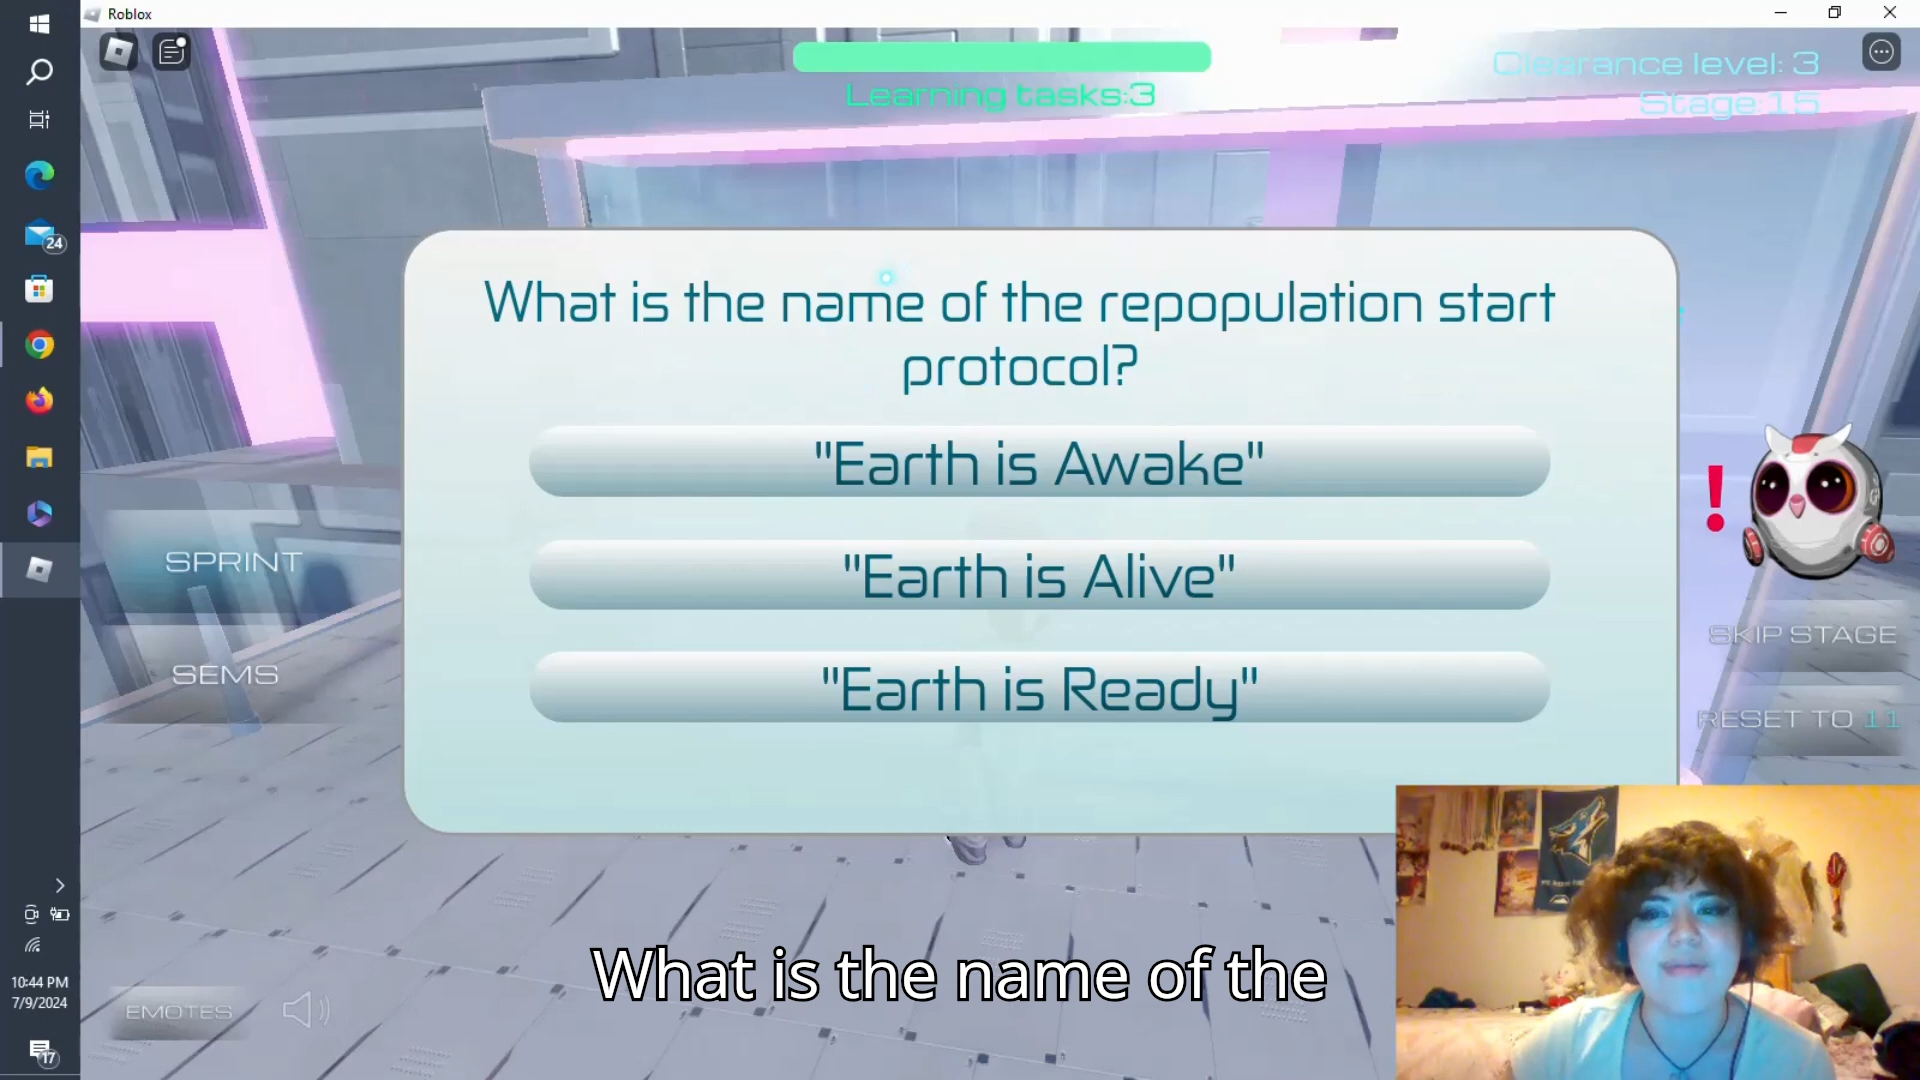 Roblox
Learning tasks:3
Clearance level: 3
Stage:15
24
What is the name of the repopulation start
protocol?
"Earth is Awake"
"Earth is Alive"
"Earth is Ready"
SPRINT
SEMS
SKIP STAGE
RESET TO 11
10:44 PM
7/9/2024
EMOTES
17
What is the name of the